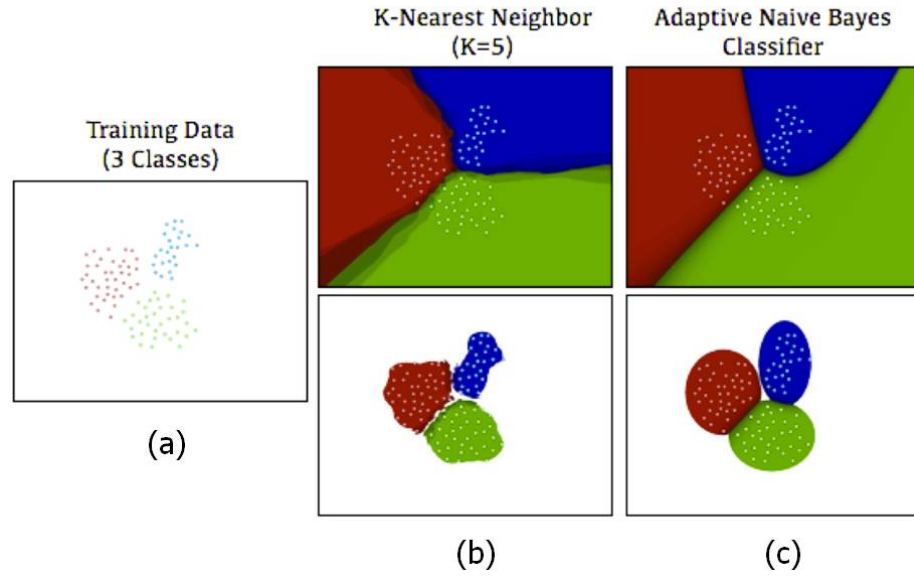 K-Nearest Neighbor
(K=5)
Adaptive Naive Bayes
Classifier
Training Data
(3 Classes)
(a)
(b)
(c)